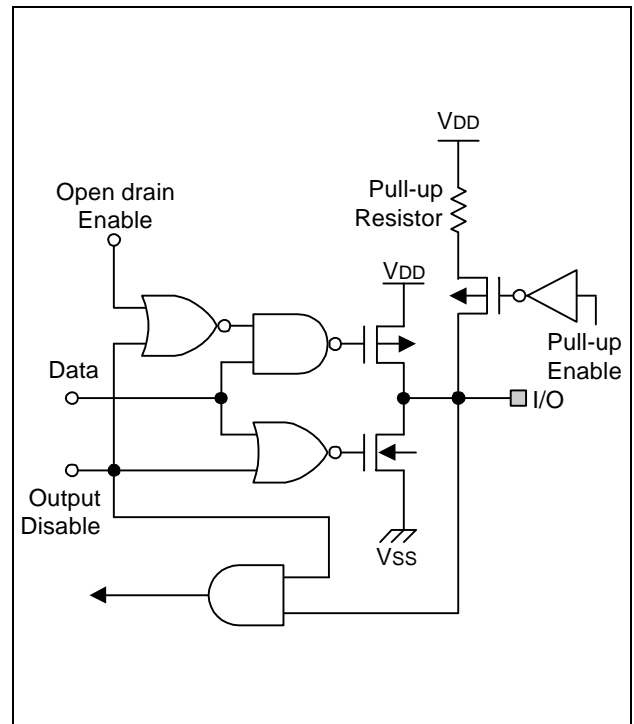 VDD
Pull-up
Resistor
Open drain
Enable
VDD
Pull-up
Enable
Data
I/O
Output
Disable
VSS